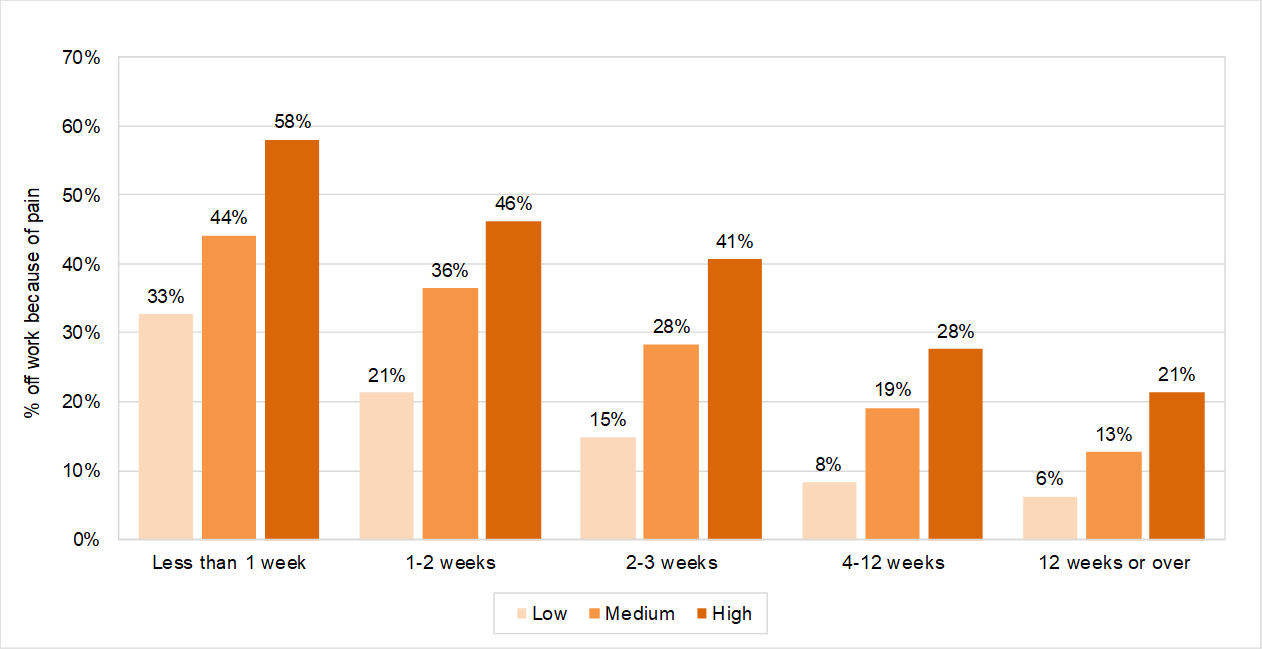 70%
60%
50%
40%
30%
20%
10%
0%
% off work because of pain
33%
44%
58%
21%
36%
46%
15%
28%
41%
8%
19%
28%
6%
13%
21%
Less than 1 week
1-2 weeks
2-3 weeks
4-12 weeks
12 weeks or over
Low
Medium
High